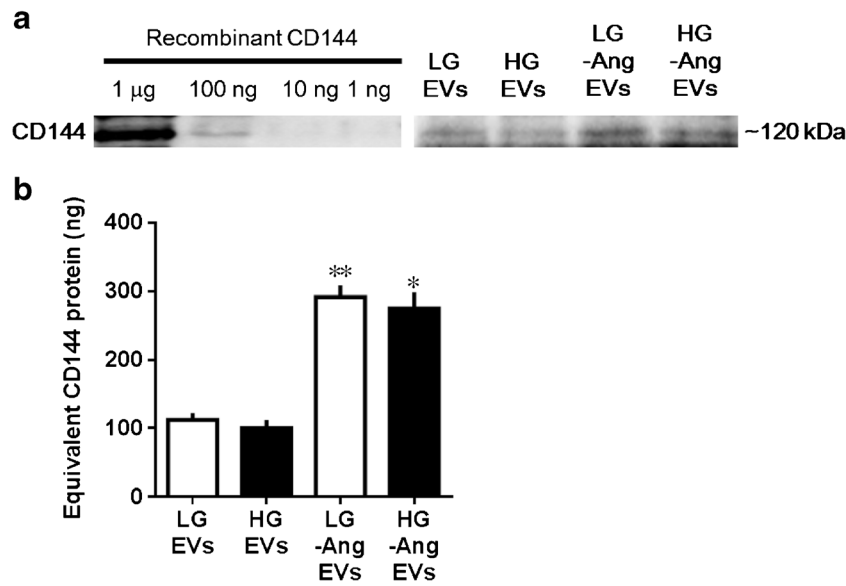 a
Recombinant CD144
1 μg 100 ng 10 ng 1 ng
LG EVs
HG EVs
LG -Ang EVs
HG -Ang EVs
CD144
~120 kDa
b
Equivalent CD144 protein (ng)
400
300
200
100
0
**
*
LG EVs
HG EVs
LG -Ang EVs
HG -Ang EVs